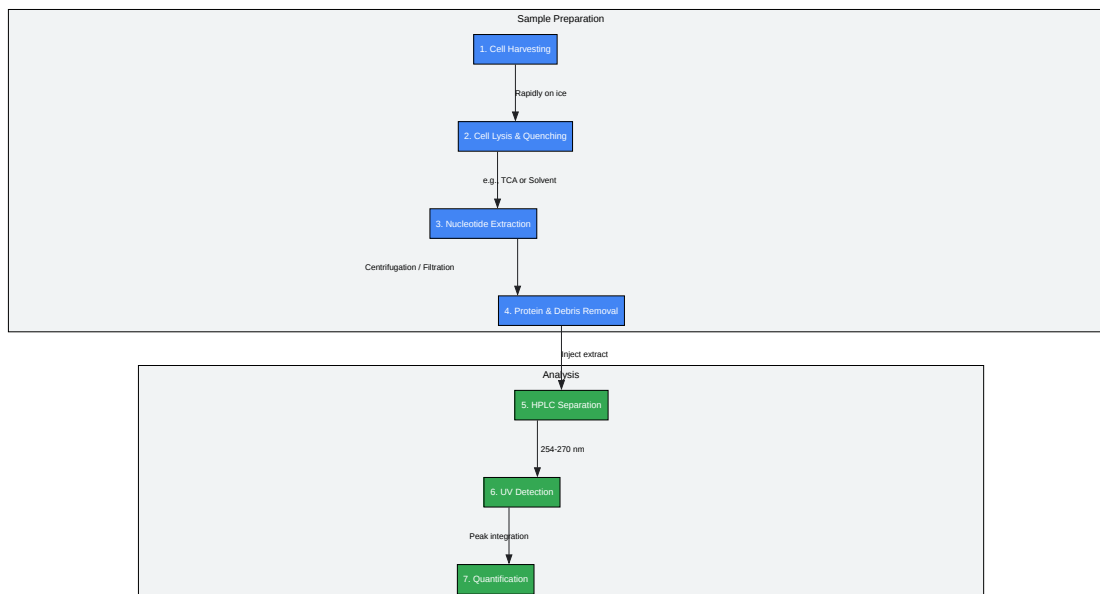 Sample Preparation
1. Cell Harvesting
Rapidly on ice
2. Cell Lysis & Quenching
e.g., TCA or Solvent
3. Nucleotide Extraction
Centrifugation / Filtration
4. Protein & Debris Removal
Inject extract
Analysis
5. HPLC Separation
254-270 nm
6. UV Detection
Peak integration
7. Quantification